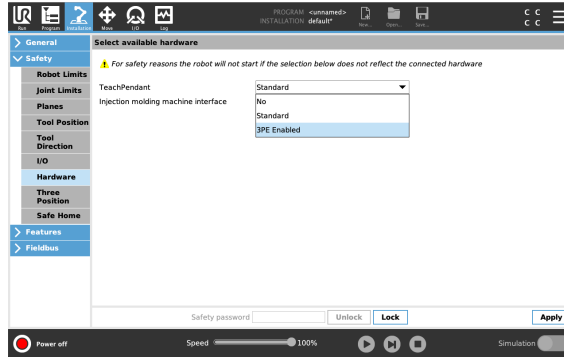 UR
PROGRAM <unnamed>
INSTALLATION default*
Run Program Installation Move I/O Log New... Open... Save...
C C
C C
General
Safety
Robot Limits
Joint Limits
Planes
Tool Position
Tool
Direction
I/O
Hardware
Three
Position
Safe Home
Features
Fieldbus
Select available hardware
For safety reasons the robot will not start if the selection below does not reflect the connected hardware
TeachPendant Standard
Injection molding machine interface
No
Standard
3PE Enabled
Safety password Unlock Lock Apply
Power off Speed 100% Simulation